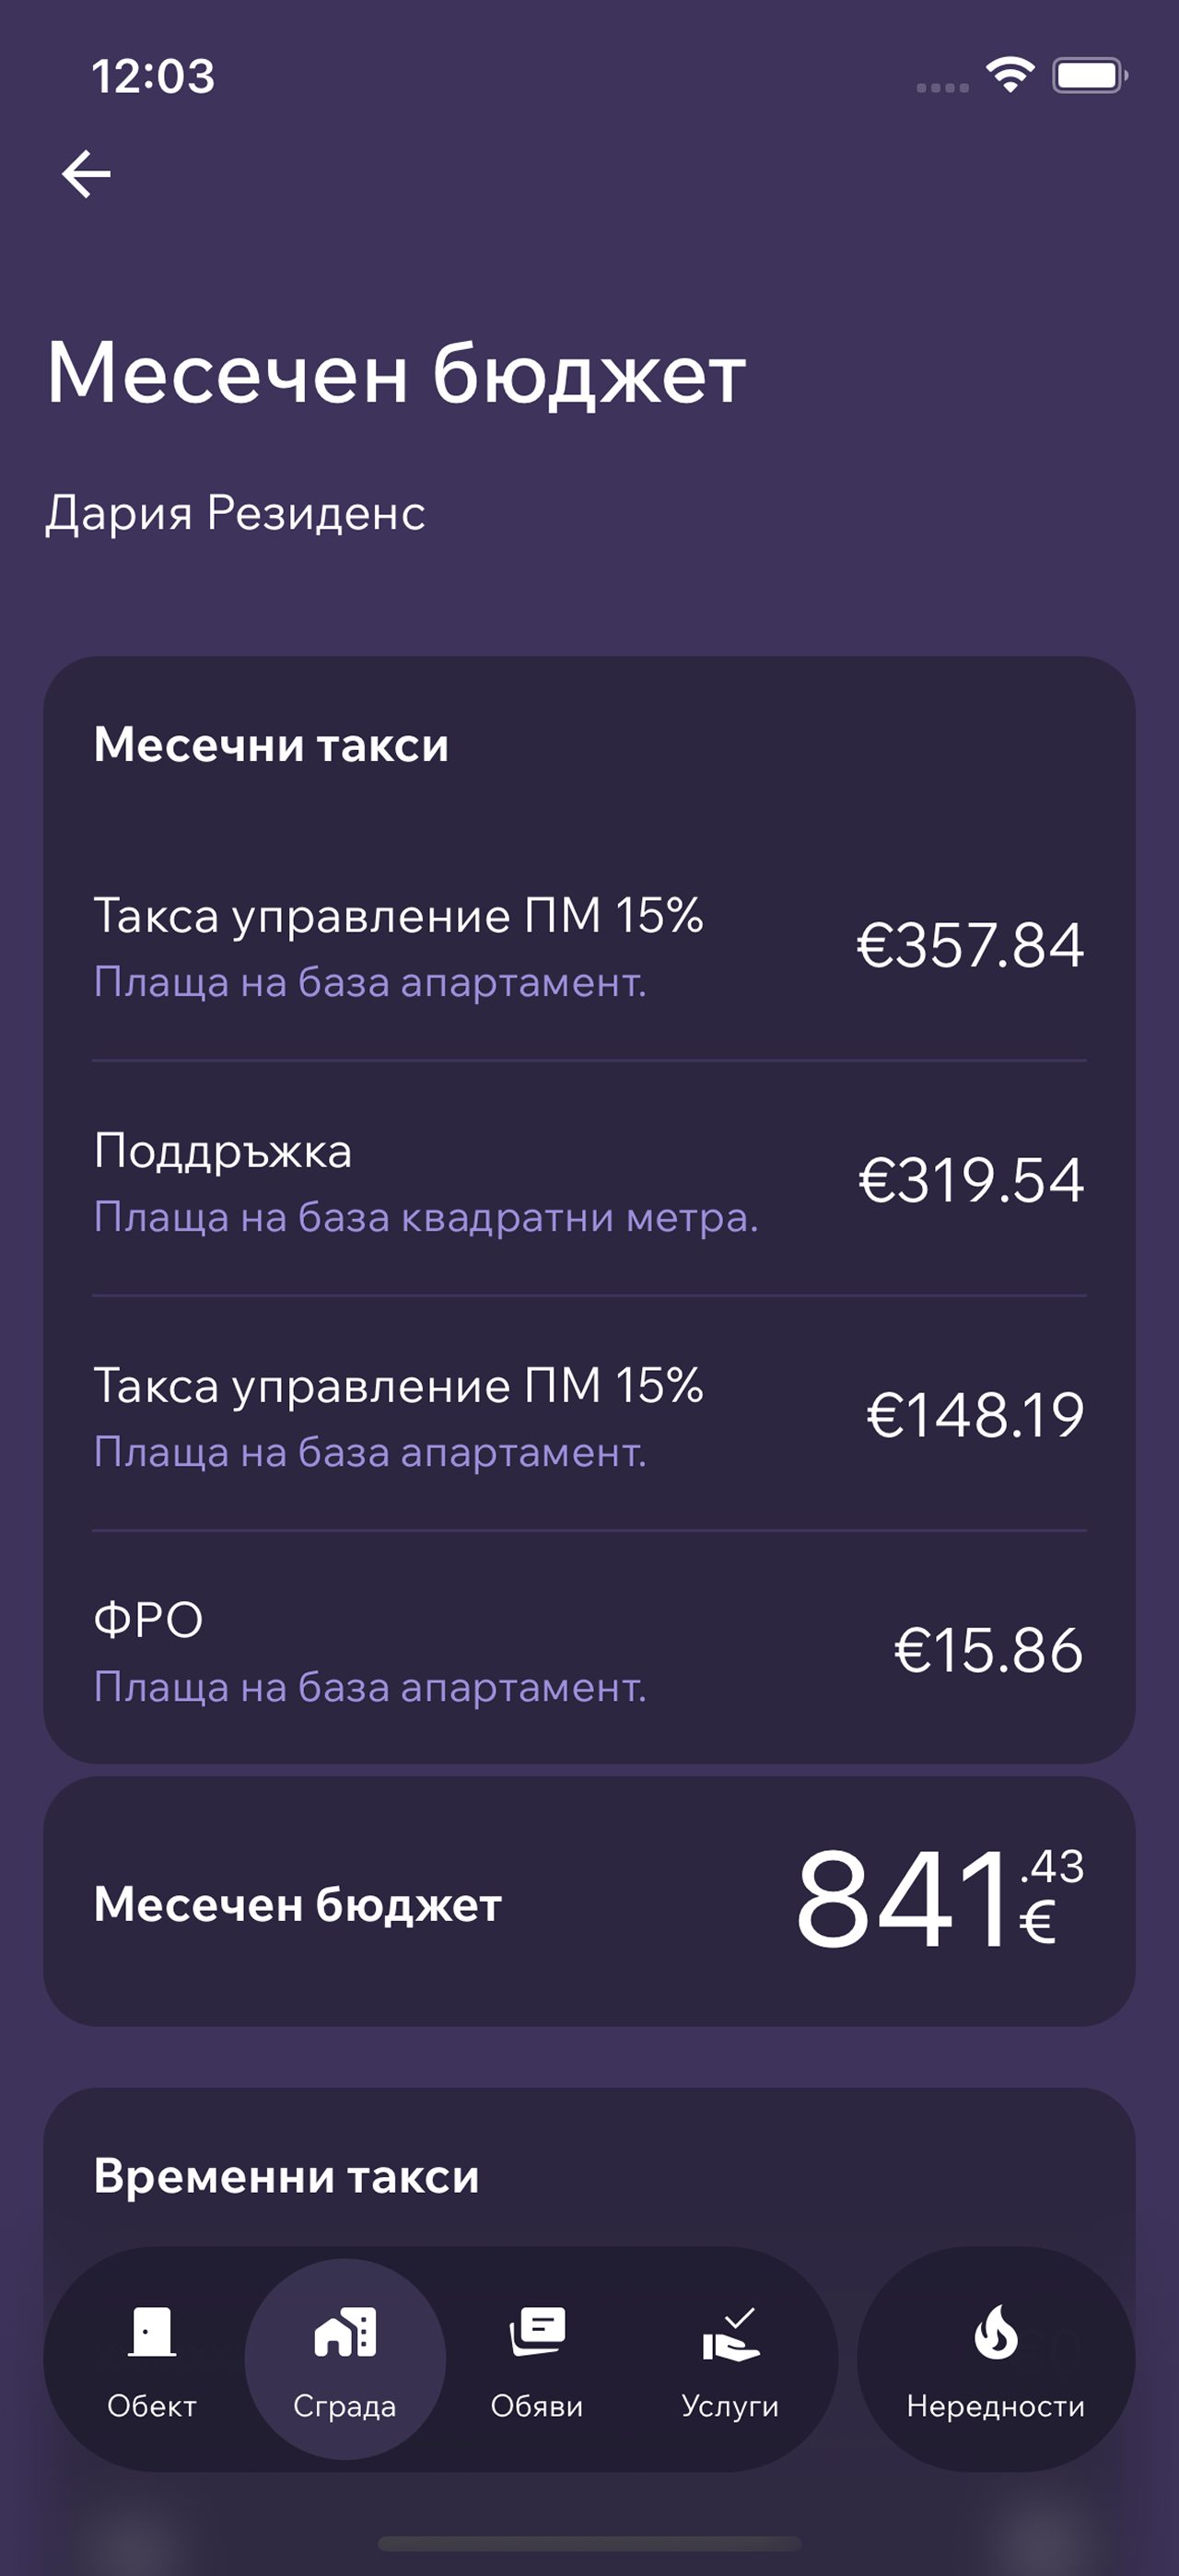 12:03
Месечен бюджет
Дария Резиденс
Месечни такси
Такса управление ПМ 15%
Плаща на база апартамент.
€357.84
Поддръжка
Плаща на база квадратни метра.
€319.54
Такса управление ПМ 15%
Плаща на база апартамент.
€148.19
ФРО
Плаща на база апартамент.
€15.86
Месечен бюджет
841.43
€
Временни такси
Обект
Сграда
Обяви
Услуги
Нередности